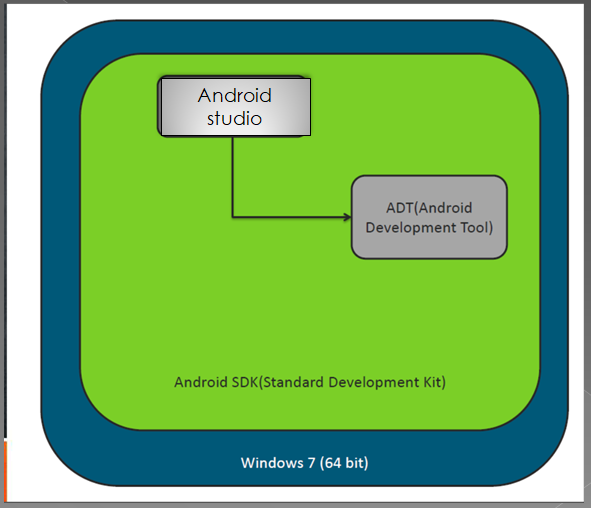 Android
studio
ADT(Android
Development Tool)
Android SDK(Standard Development Kit)
Windows 7 (64 bit)